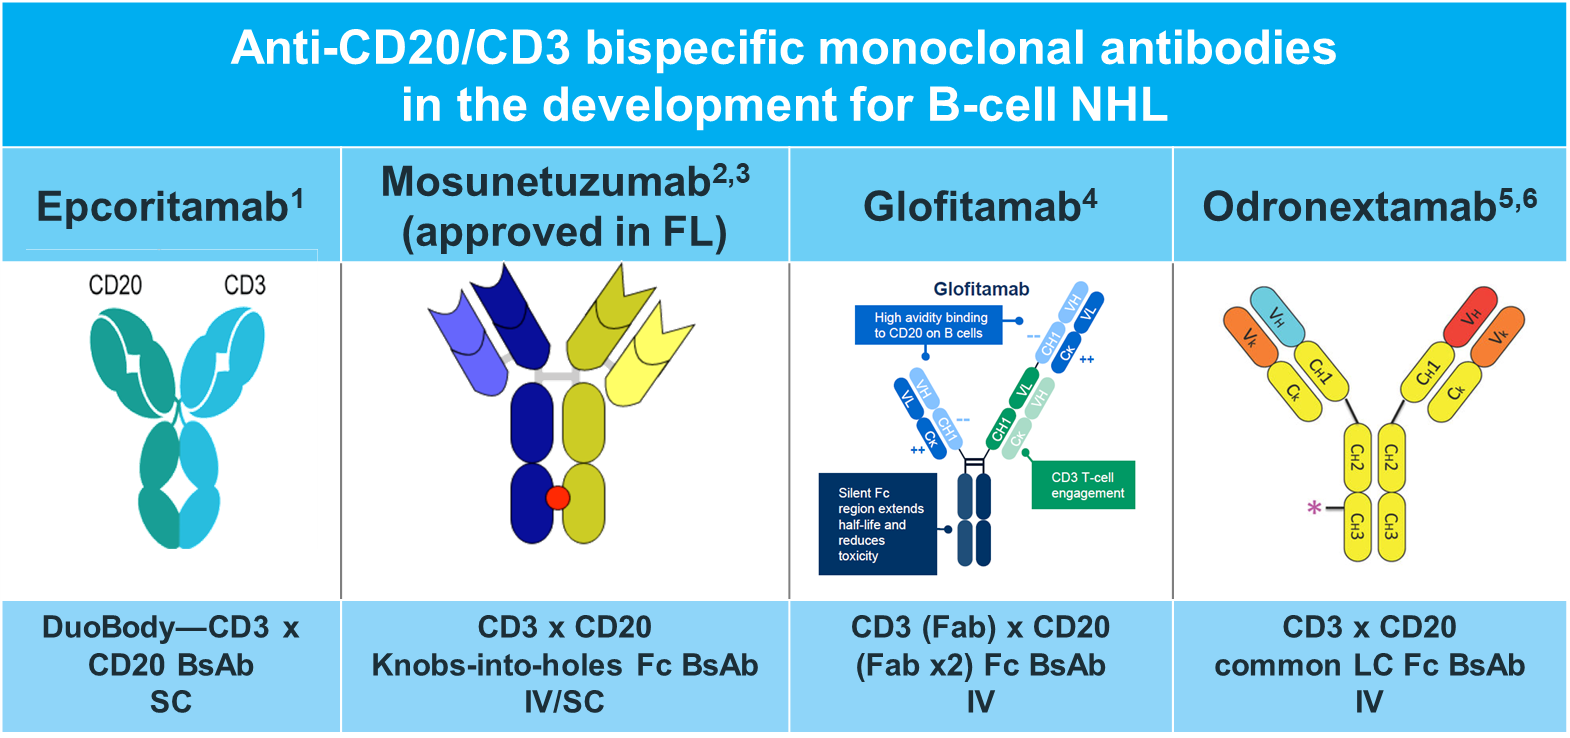 Anti-CD20/CD3 bispecific monoclonal antibodies
in the development for B-cell NHL
Epcoritamab1
Mosunetuzumab2,3
(approved in FL)
Glofitamab4
Odronextamab5,6
CD20
CD3
Glofitamab
High avidity binding
to CD20 on B cells
VH
VL
CH1
Cκ
--
++
VL
VH
CH1
Cκ
VH
VL
CH1
Cκ
--
++
CD3 T-cell
engagement
Silent Fc
region extends
half-life and
reduces
toxicity
VH
Vk
CH1
Ck
VH
Vk
CH1
Ck
CH2
CH2
*
CH3
CH3
DuoBody—CD3 x
CD20 BsAb
SC
CD3 x CD20
Knobs-into-holes Fc BsAb
IV/SC
CD3 (Fab) x CD20
(Fab x2) Fc BsAb
IV
CD3 x CD20
common LC Fc BsAb
IV